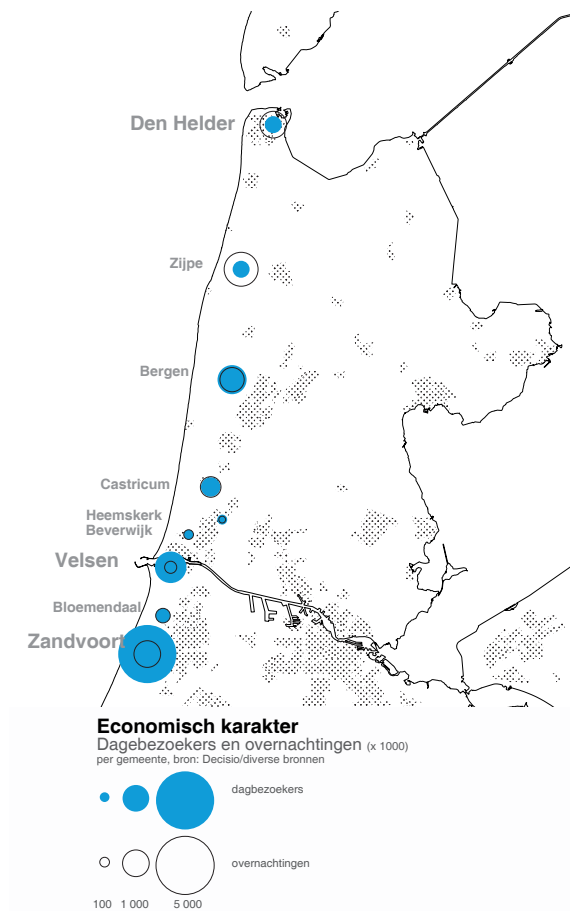 Den Helder
Zijpe
Bergen
Castricum
Heemskerk
Beverwijk
Velsen
Bloemendaal
Zandvoort
Economisch karakter
Dagebezoekers en overnachtingen (x 1000)
per gemeente, bron: Decisio/diverse bronnen
dagbezoekers
overnachtingen
100 1 000 5 000